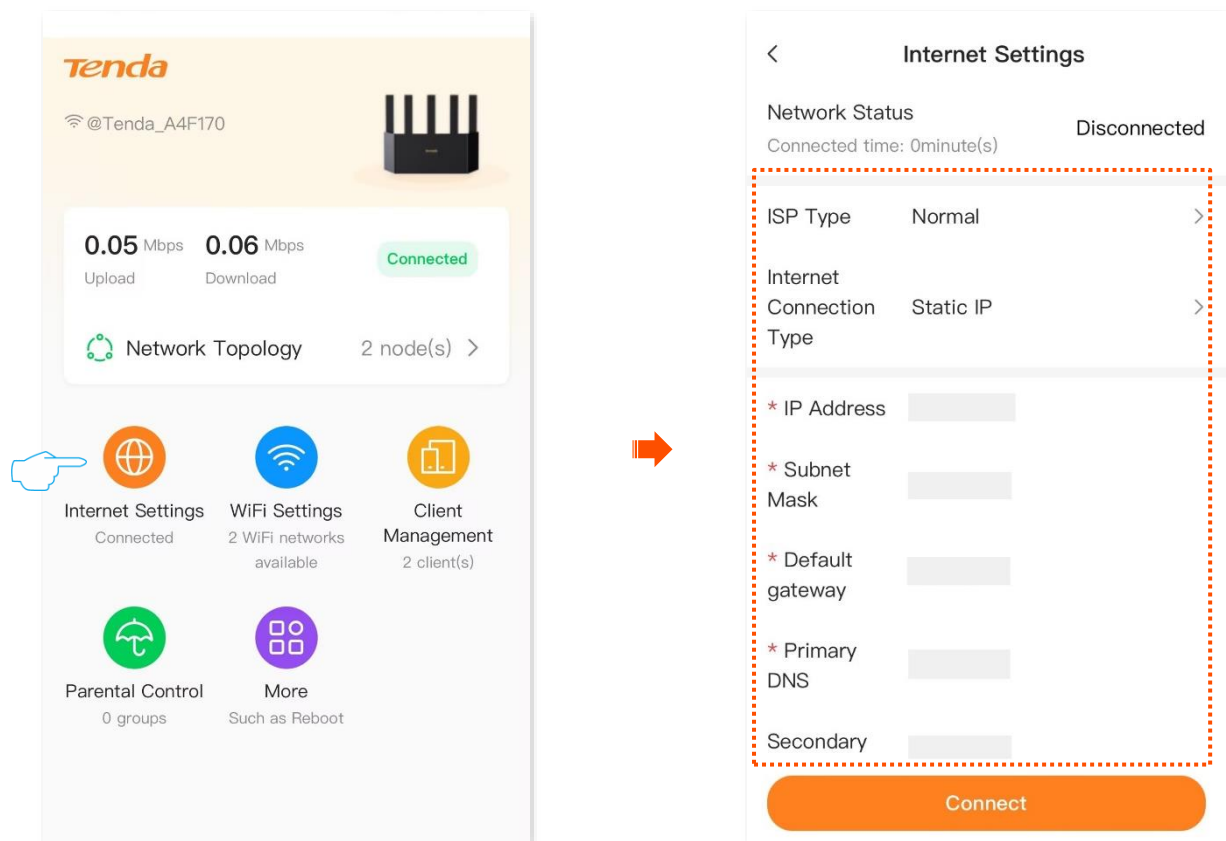 Tenda
@Tenda_A4F170
0.05 Mbps 0.06 Mbps
Upload Download
Connected
Network Topology 2 node(s)
Internet Settings WiFi Settings Client
Management
Connected 2 WiFi networks
available
2 client(s)
Parental Control More
0 groups Such as Reboot
Internet Settings
Network Status
Connected time: 0minute(s)
Disconnected
ISP Type Normal
Internet
Connection
Type
Static IP
* IP Address
* Subnet
Mask
* Default
gateway
* Primary
DNS
Secondary
Connect